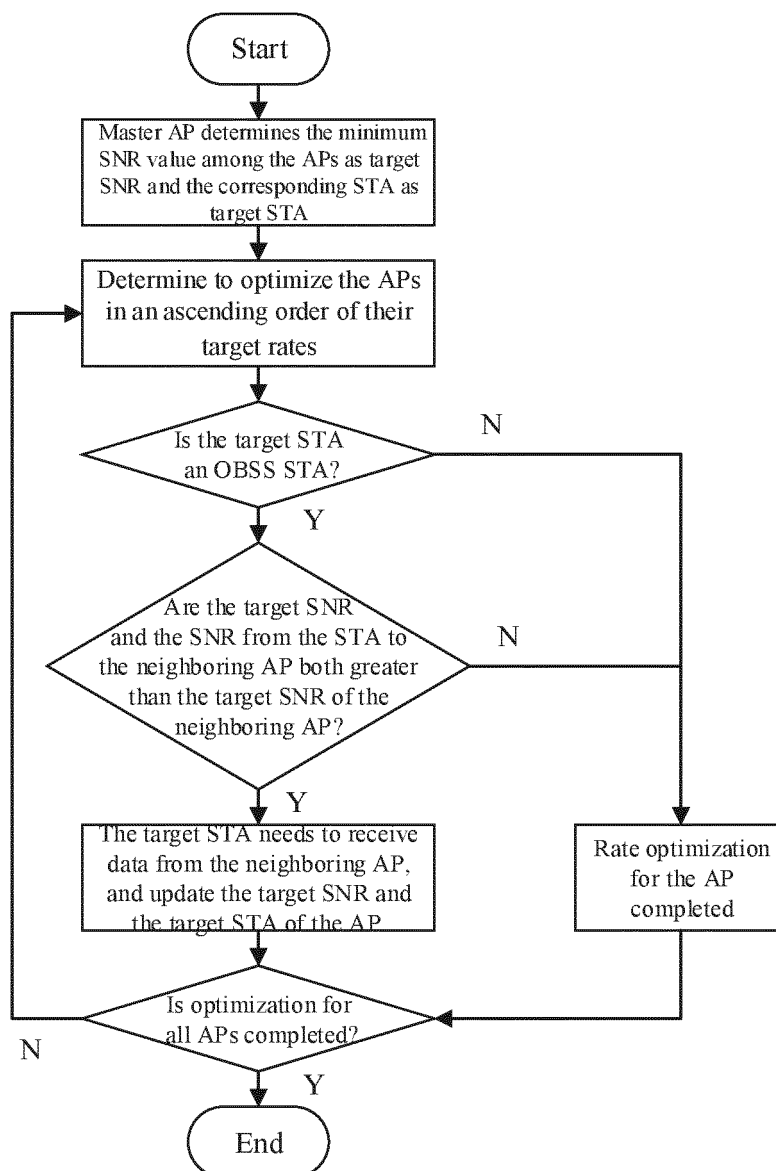 Start
Master AP determines the minimum
SNR value among the APs as target
SNR and the corresponding STA as
target STA
Determine to optimize the APs
in an ascending order of their
target rates
Is the target STA
an OBSS STA?
N
Y
Are the target SNR
and the SNR from the STA to
the neighboring AP both greater
than the target SNR of the
neighboring AP?
N
Y
The target STA needs to receive
data from the neighboring AP,
and update the target SNR and
the target STA of the AP
Rate optimization
for the AP
completed
Is optimization for
all APs completed?
N
Y
End